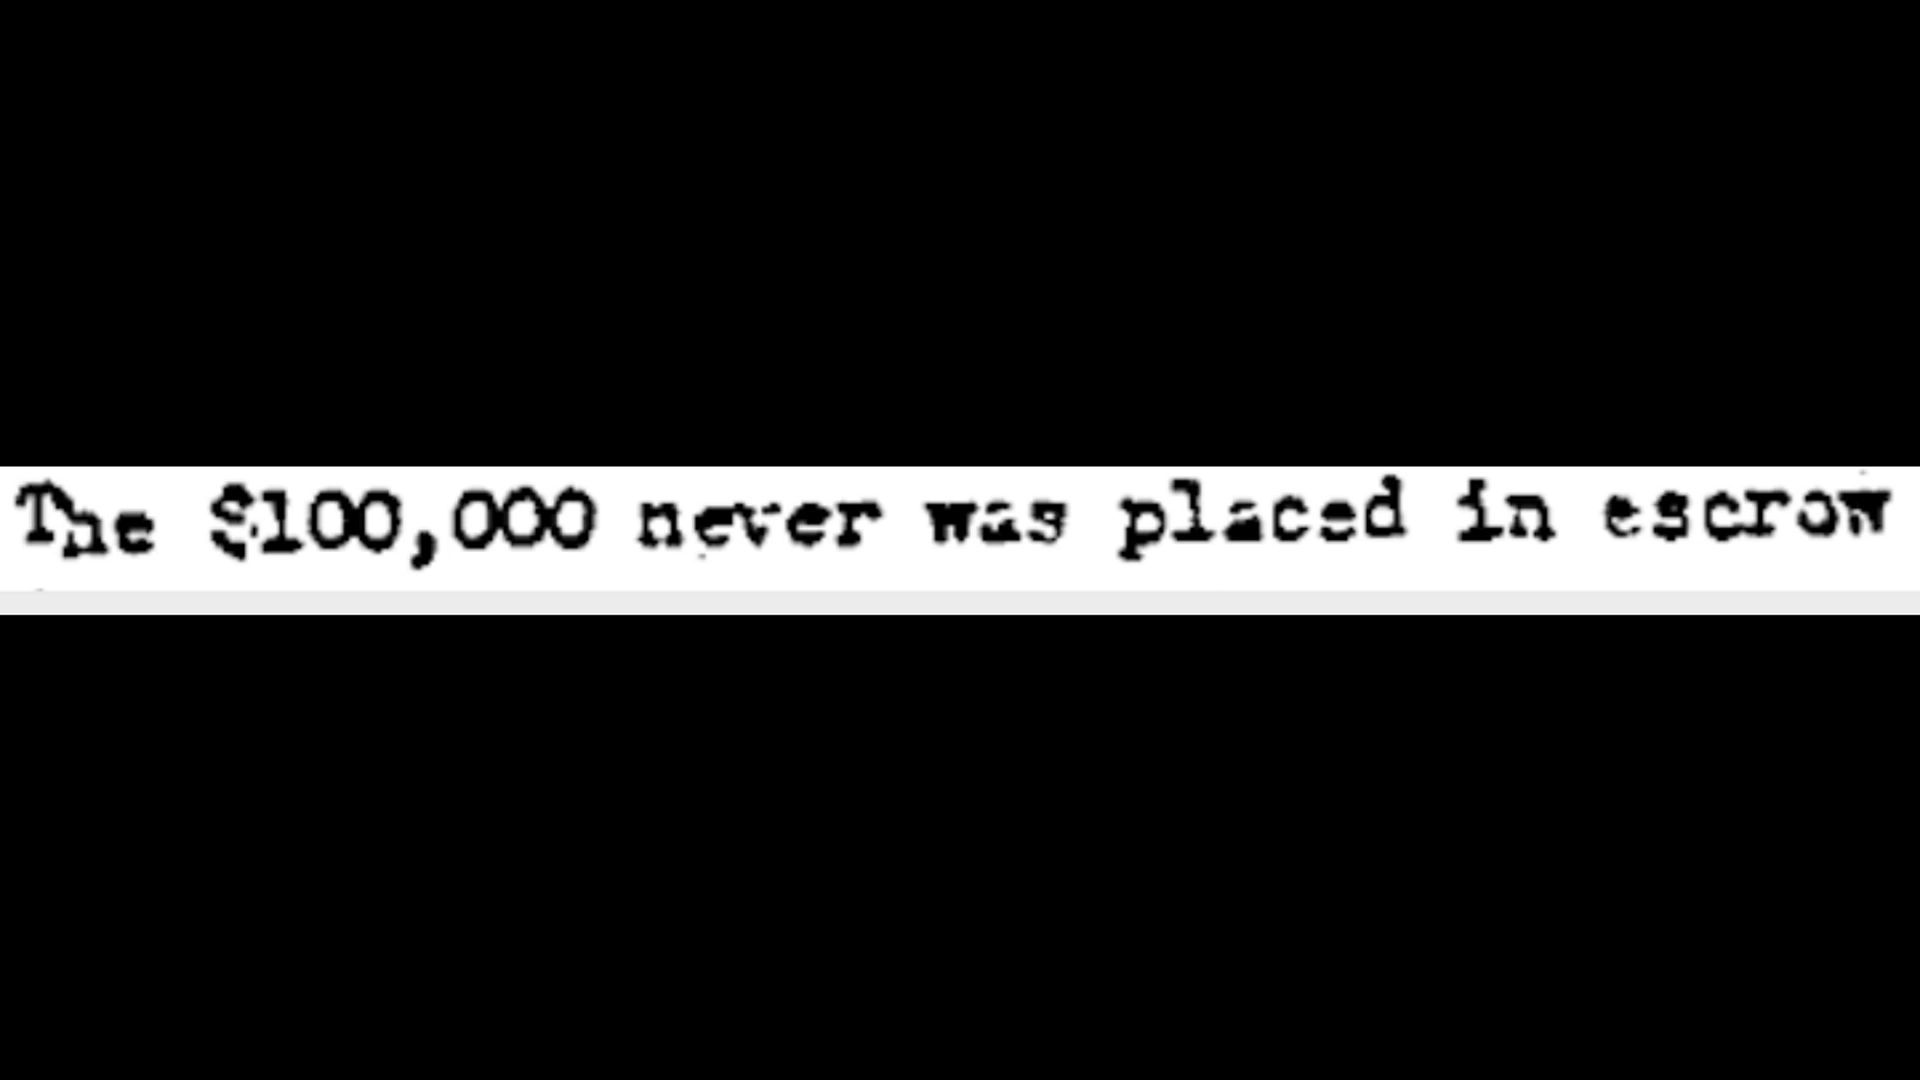 The $100,000 never was placed in escrow